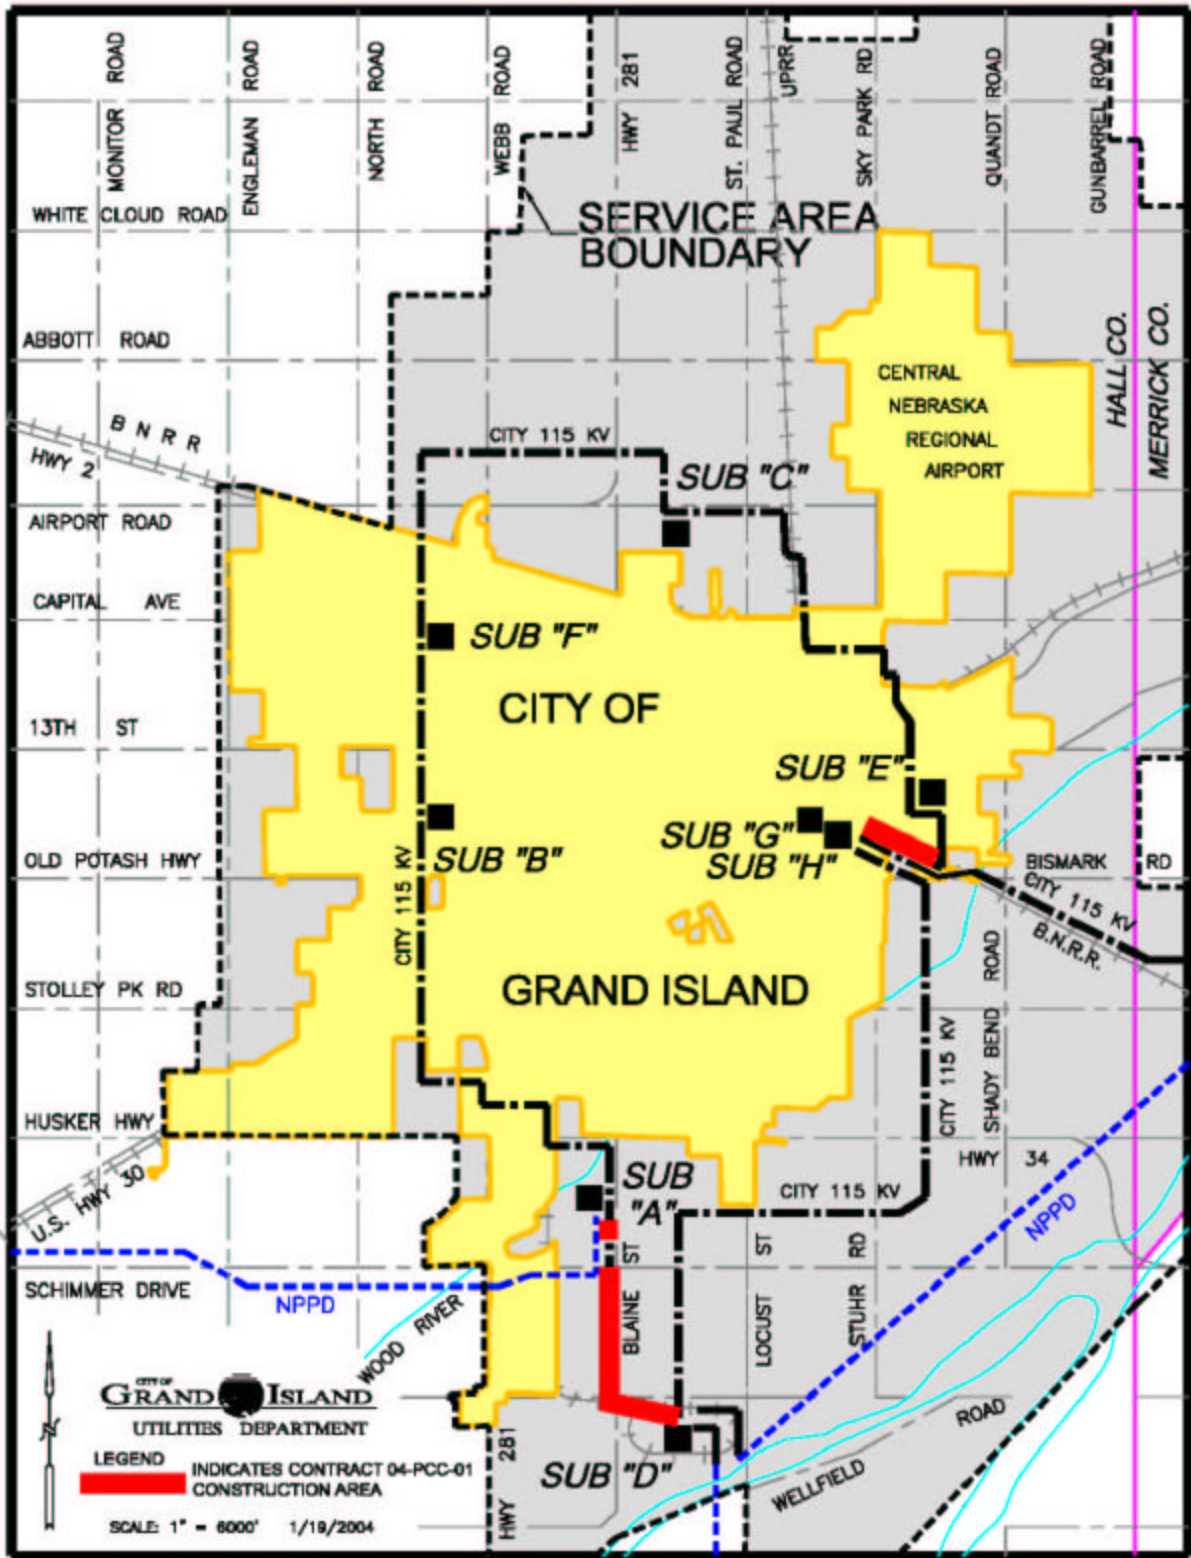 MONITOR ROAD
ENGLEMAN ROAD
NORTH ROAD
WEBB ROAD
HWY 281
ST. PAUL ROAD
UPRR
SKY PARK RD
QUANDT ROAD
GUNBARREL ROAD
WHITE CLOUD ROAD
SERVICE AREA
BOUNDARY
ABBOTT ROAD
HALL CO.
MERRICK CO.
CENTRAL
NEBRASKA
REGIONAL
AIRPORT
BNRR
HWY 2
CITY 115 KV
SUB "C"
AIRPORT ROAD
CAPITAL AVE
SUB "F"
CITY OF
13TH ST
SUB "E"
SUB "G"
SUB "H"
SUB "B"
OLD POTASH HWY
BISMARK RD
CITY 115 KV
CITY 115 KV
B.N.R.R.
STOLLEY PK RD
GRAND ISLAND
SHADY BEND ROAD
CITY 115 KV
HUSKER HWY
HWY 34
U.S. HWY 30
SUB
"A"
CITY 115 KV
NPPD
SCHIMMER DRIVE
NPPD
WOOD RIVER
BLAINE ST
LOCUST ST
STUHR RD
CITY OF
GRAND ISLAND
UTILITIES DEPARTMENT
LEGEND
INDICATES CONTRACT 04-PCC-01
CONSTRUCTION AREA
SCALE: 1" = 6000' 1/19/2004
N
HWY 281
SUB "D"
WELLFIELD ROAD